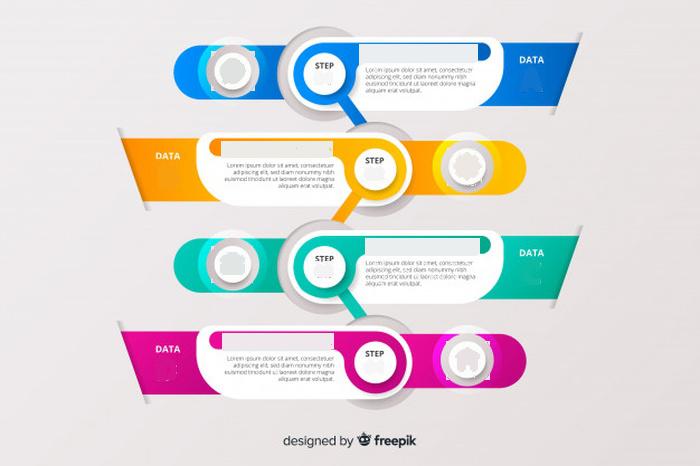 STEP
Lorem ipsum dolor sit amet, consectetuer
adipiscing elit, sed diam nonummy nibh
euismod tincidunt ut laoreet dolore magna
aliquam erat volutpat.
DATA
DATA
Lorem ipsum dolor sit amet, consectetuer
adipiscing elit, sed diam nonummy nibh
euismod tincidunt ut laoreet dolore magna
aliquam erat volutpat.
STEP
STEP
Lorem ipsum dolor sit amet, consectetuer
adipiscing elit, sed diam nonummy nibh
euismod tincidunt ut laoreet dolore magna
aliquam erat volutpat.
DATA
DATA
Lorem ipsum dolor sit amet, consectetuer
adipiscing elit, sed diam nonummy nibh
euismod tincidunt ut laoreet dolore magna
aliquam erat volutpat.
STEP
designed by freepik